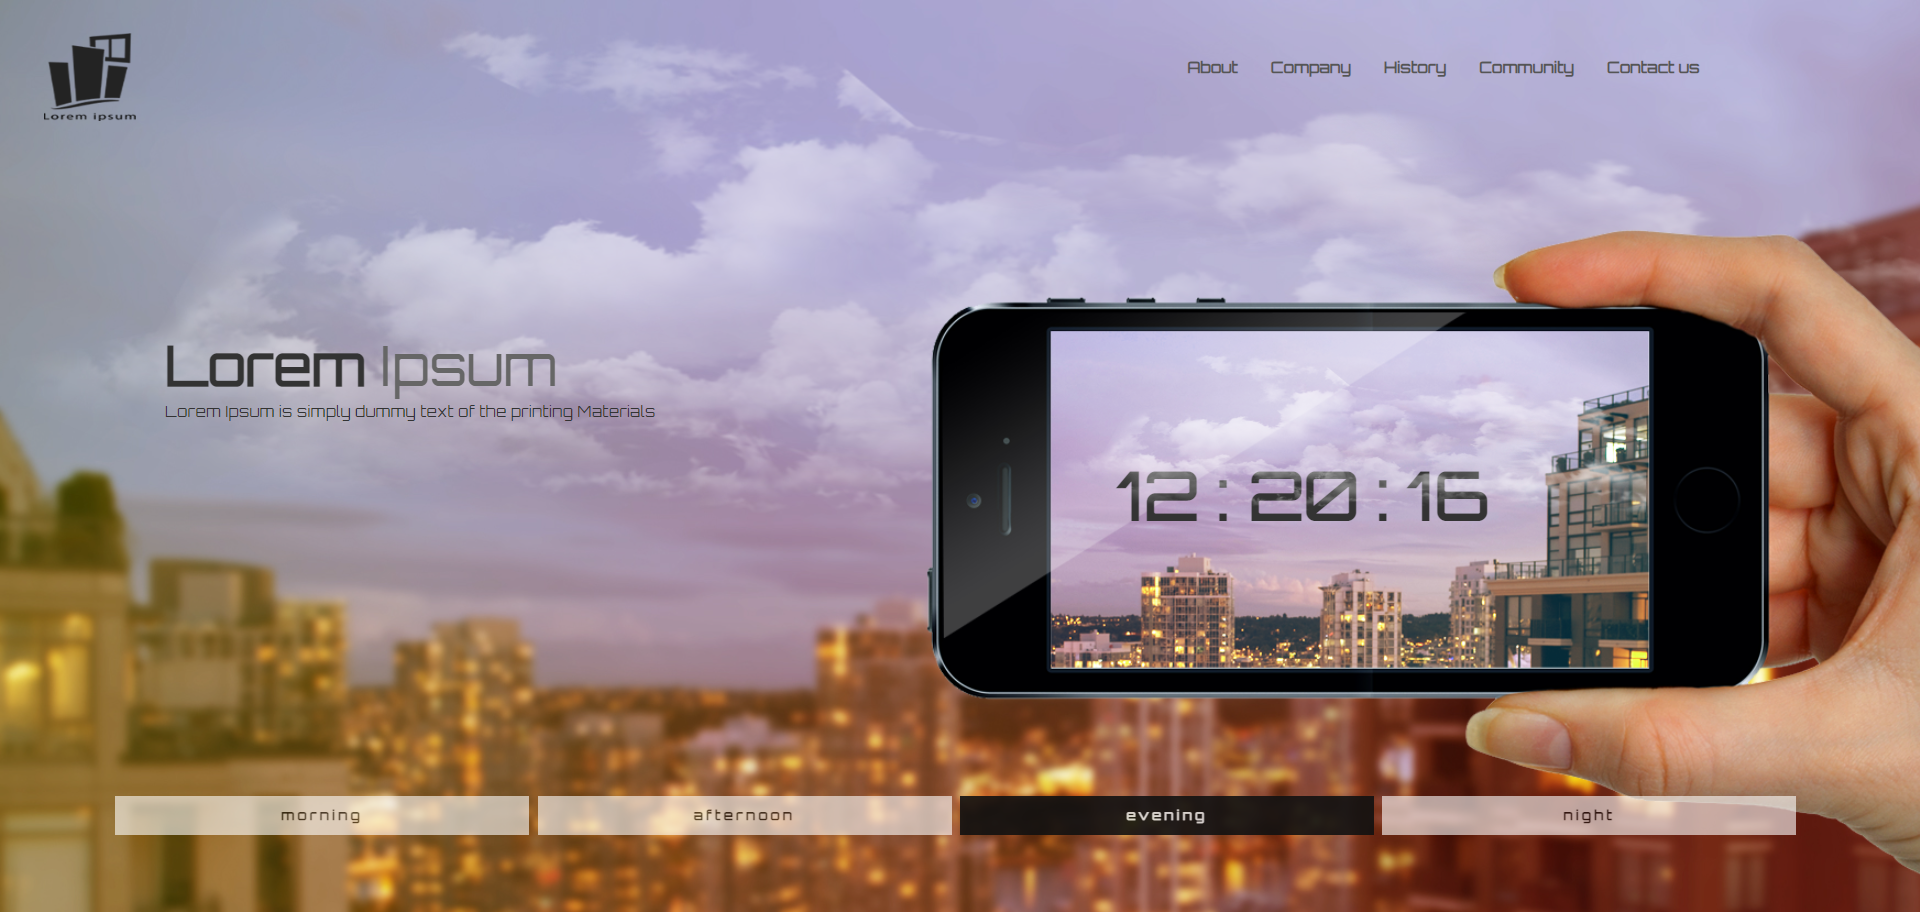 Lorem ipsum
About Company History Community Contact us
Lorem Ipsum
Lorem Ipsum is simply dummy text of the printing Materials
12 : 20 : 16
morning afternoon evening night